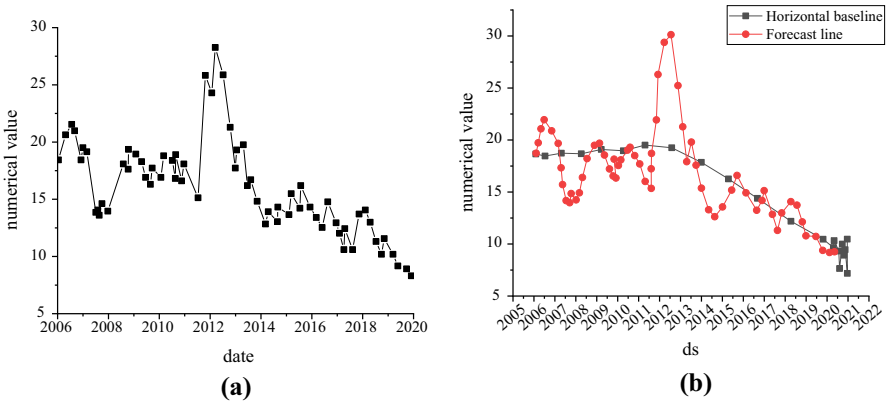 30
25
20
15
10
5
numerical value
2006 2008 2010 2012 2014 2016 2018 2020
date
(a)
Horizontal baseline
Forecast line
30
25
20
15
10
5
numerical value
2005 2006 2007 2008 2009 2010 2011 2012 2013 2014 2015 2016 2017 2018 2019 2020 2021 2022
ds
(b)